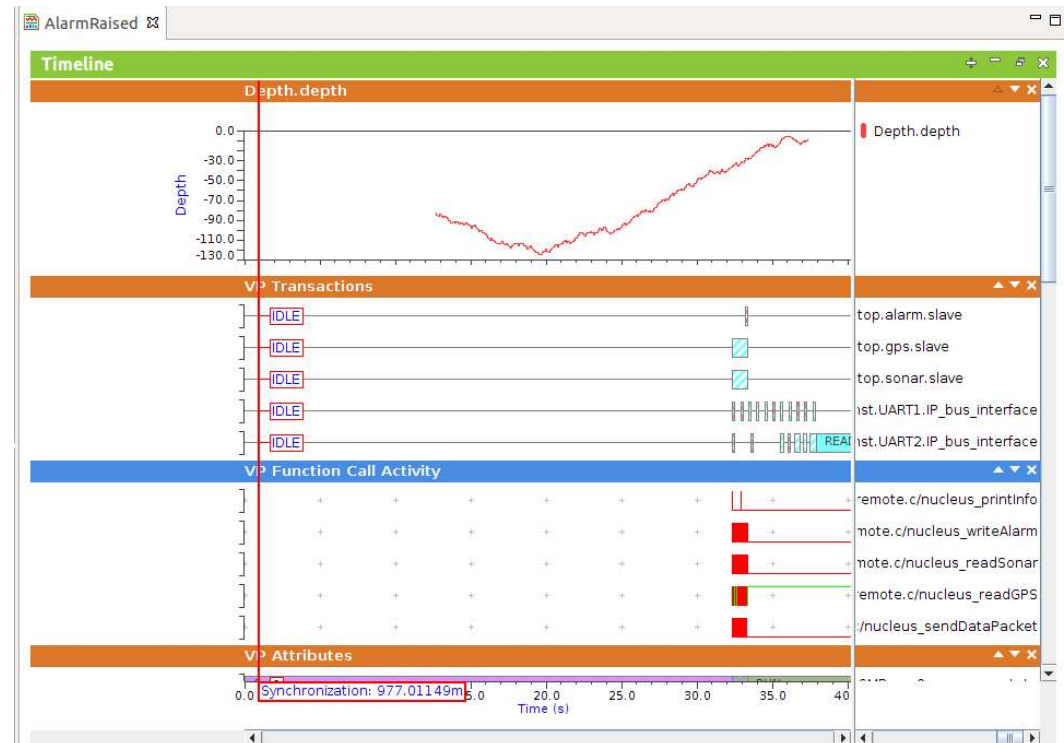 AlarmRaised
Timeline
Depth.depth
0.0
-30.0
-50.0
-70.0
-90.0
-110.0
-130.0
Depth
Depth.depth
VP Transactions
IDLE top.alarm.slave
IDLE top.gps.slave
IDLE top.sonar.slave
IDLE nst.UART1.IP_bus_interface
IDLE READ nst.UART2.IP_bus_interface
VP Function Call Activity
remote.c/nucleus_printInfo
mote.c/nucleus_writeAlarm
mote.c/nucleus_readSonar
remote.c/nucleus_readGPS
/nucleus_sendDataPacket
VP Attributes
0.0 Synchronization: 977.01149m 5.0 20.0 25.0 30.0 35.0 40
Time (s)